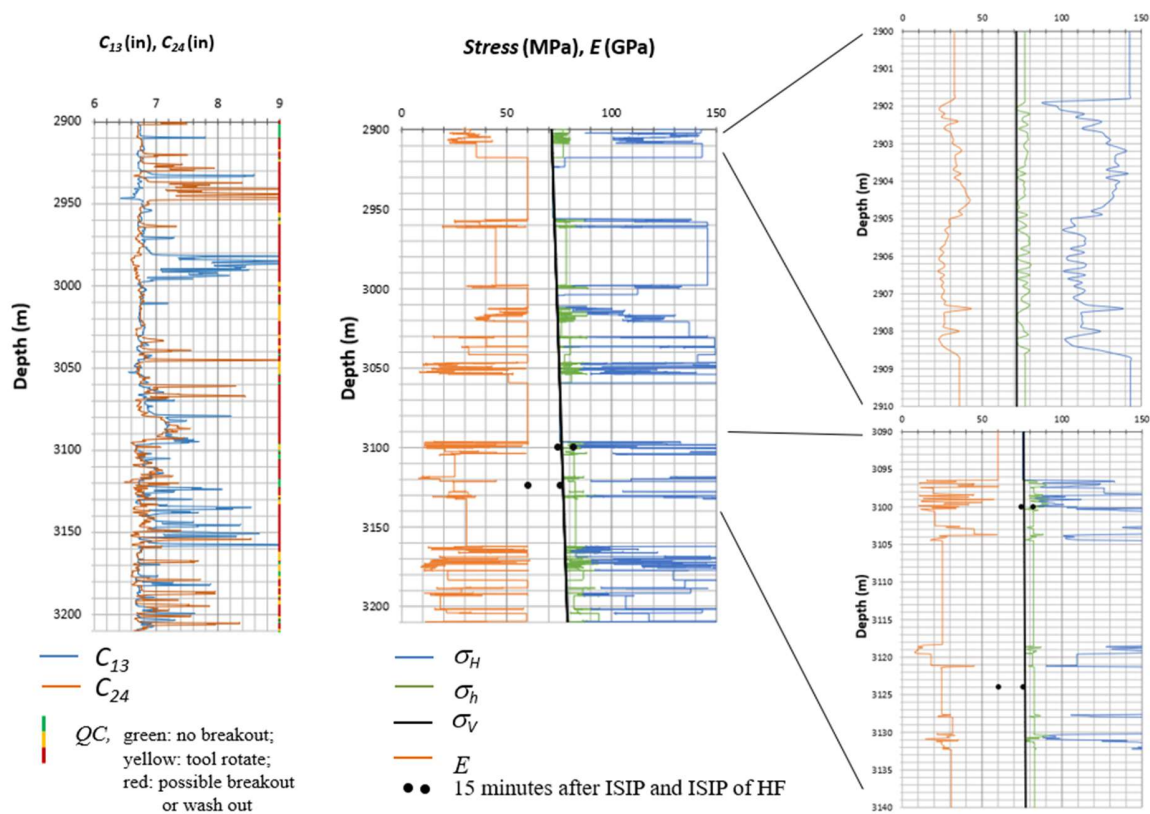 C13 (in), C24 (in)
6 7 8 9
2900
2950
3000
3050
3100
3150
3200
Depth (m)
C13
C24
QC, green: no breakout;
yellow: tool rotate;
red: possible breakout
or wash out
Stress (MPa), E (GPa)
0 50 100 150
2900
2950
3000
3050
3100
3150
3200
Depth (m)
σH
σh
σV
E
15 minutes after ISIP and ISIP of HF
0 50 100 150
2900
2901
2902
2903
2904
2905
2906
2907
2908
2909
2910
Depth (m)
0 50 100 150
3090
3095
3100
3105
3110
3115
3120
3125
3130
3135
3140
Depth (m)